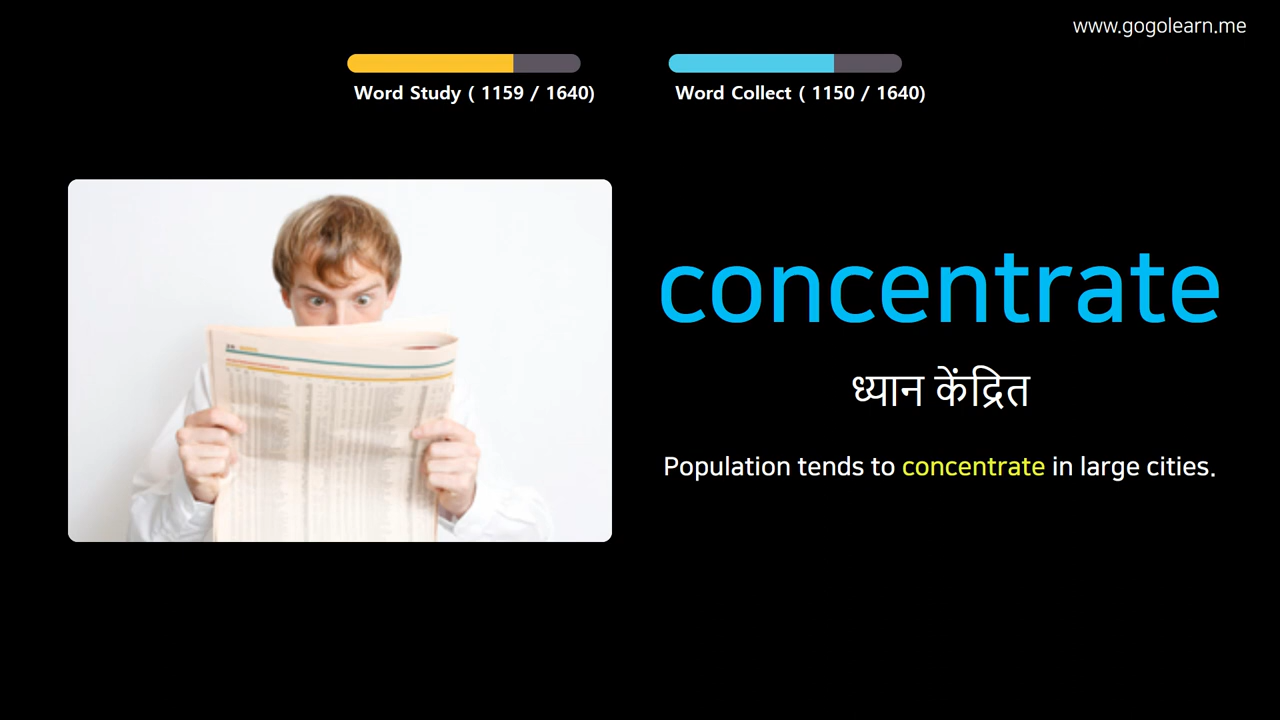 www.gogolearn.me
Word Study ( 1159 / 1640)
Word Collect ( 1150 / 1640)
concentrate
ध्यान केंद्रित
Population tends to concentrate in large cities.